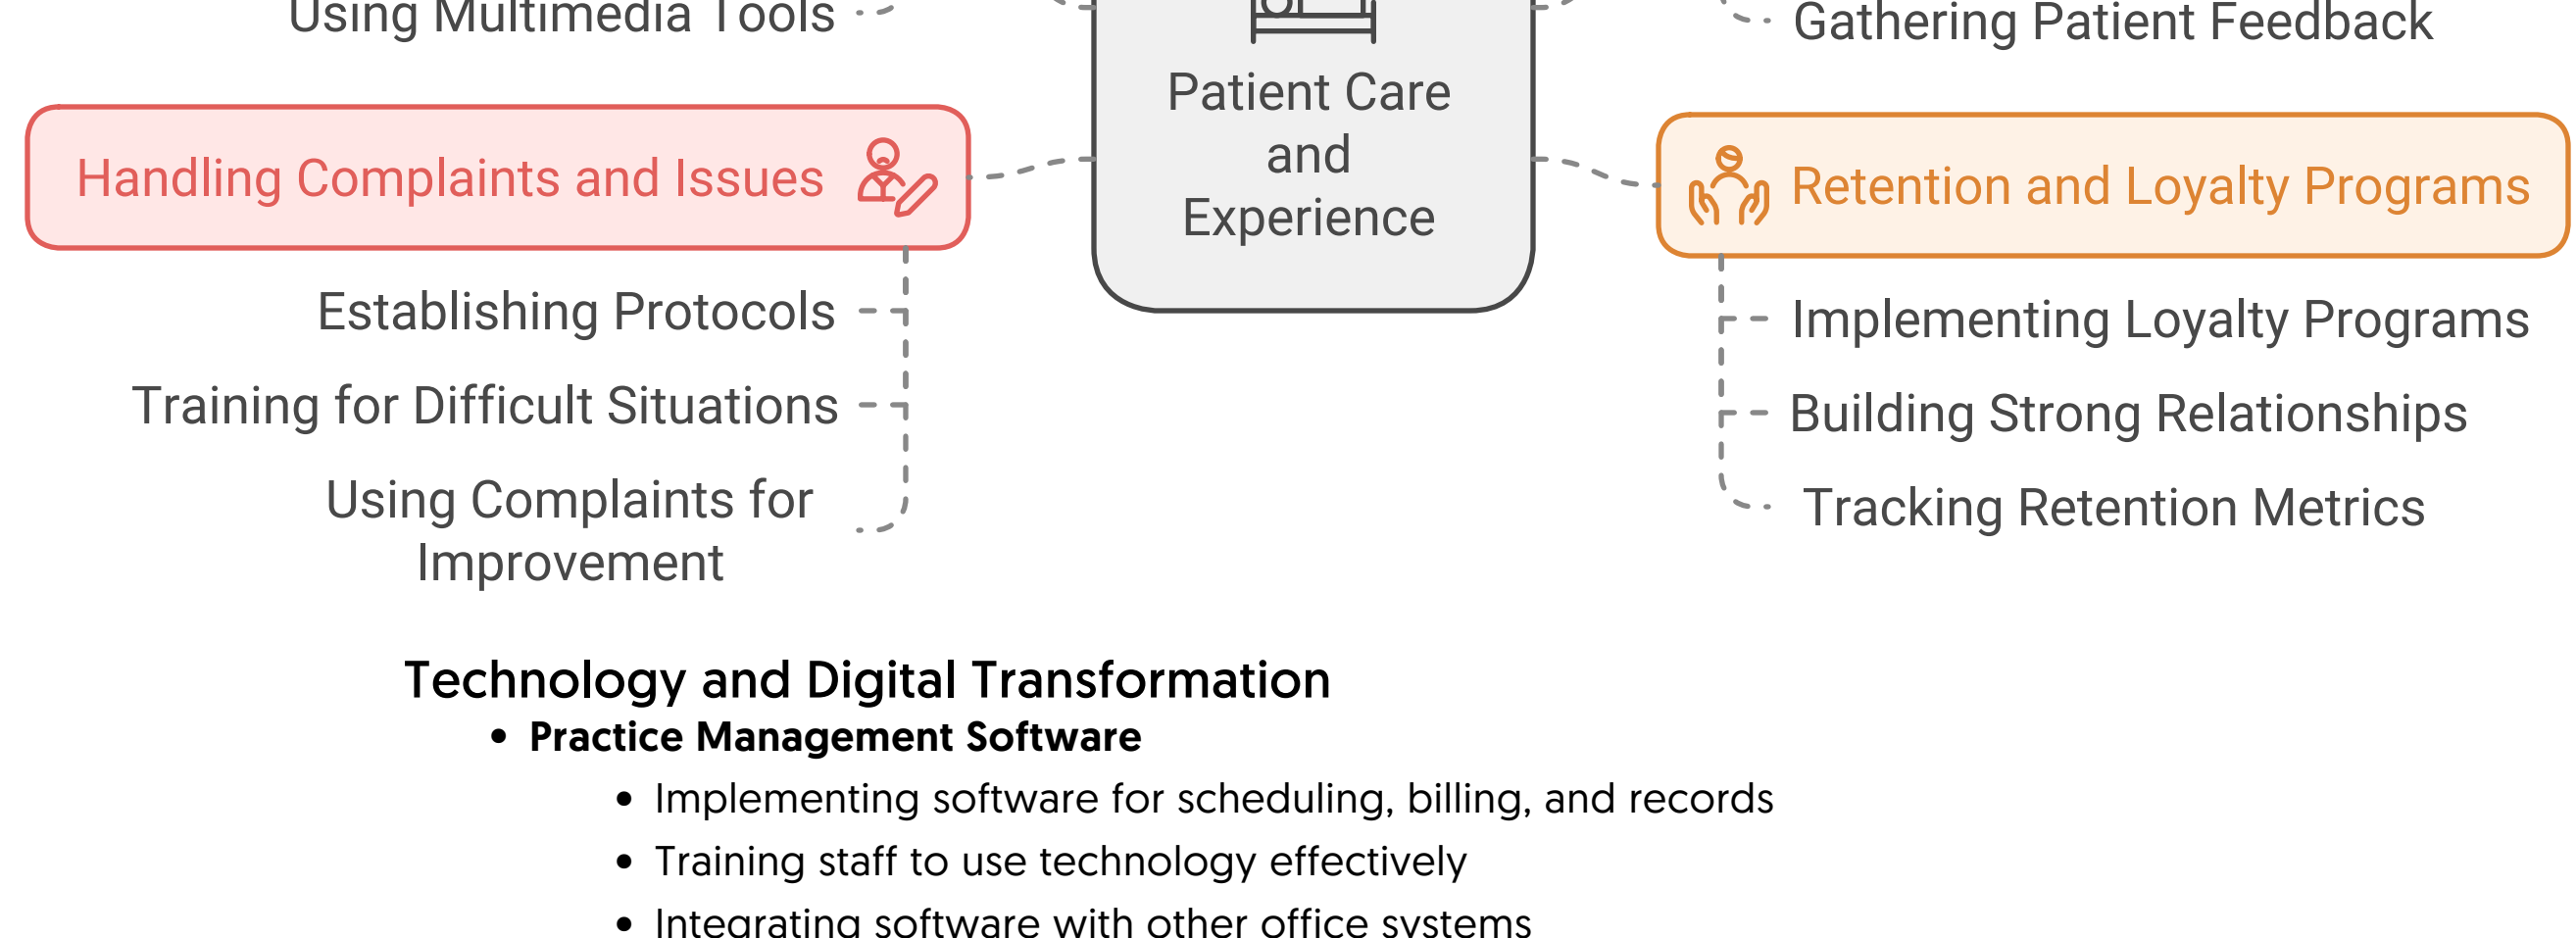 Using Multimedia Tools
Gathering Patient Feedback
Patient Care
and
Experience
Handling Complaints and Issues
Establishing Protocols
Training for Difficult Situations
Using Complaints for
Improvement
Retention and Loyalty Programs
Implementing Loyalty Programs
Building Strong Relationships
Tracking Retention Metrics
Technology and Digital Transformation
• Practice Management Software
• Implementing software for scheduling, billing, and records
• Training staff to use technology effectively
• Integrating software with other office systems